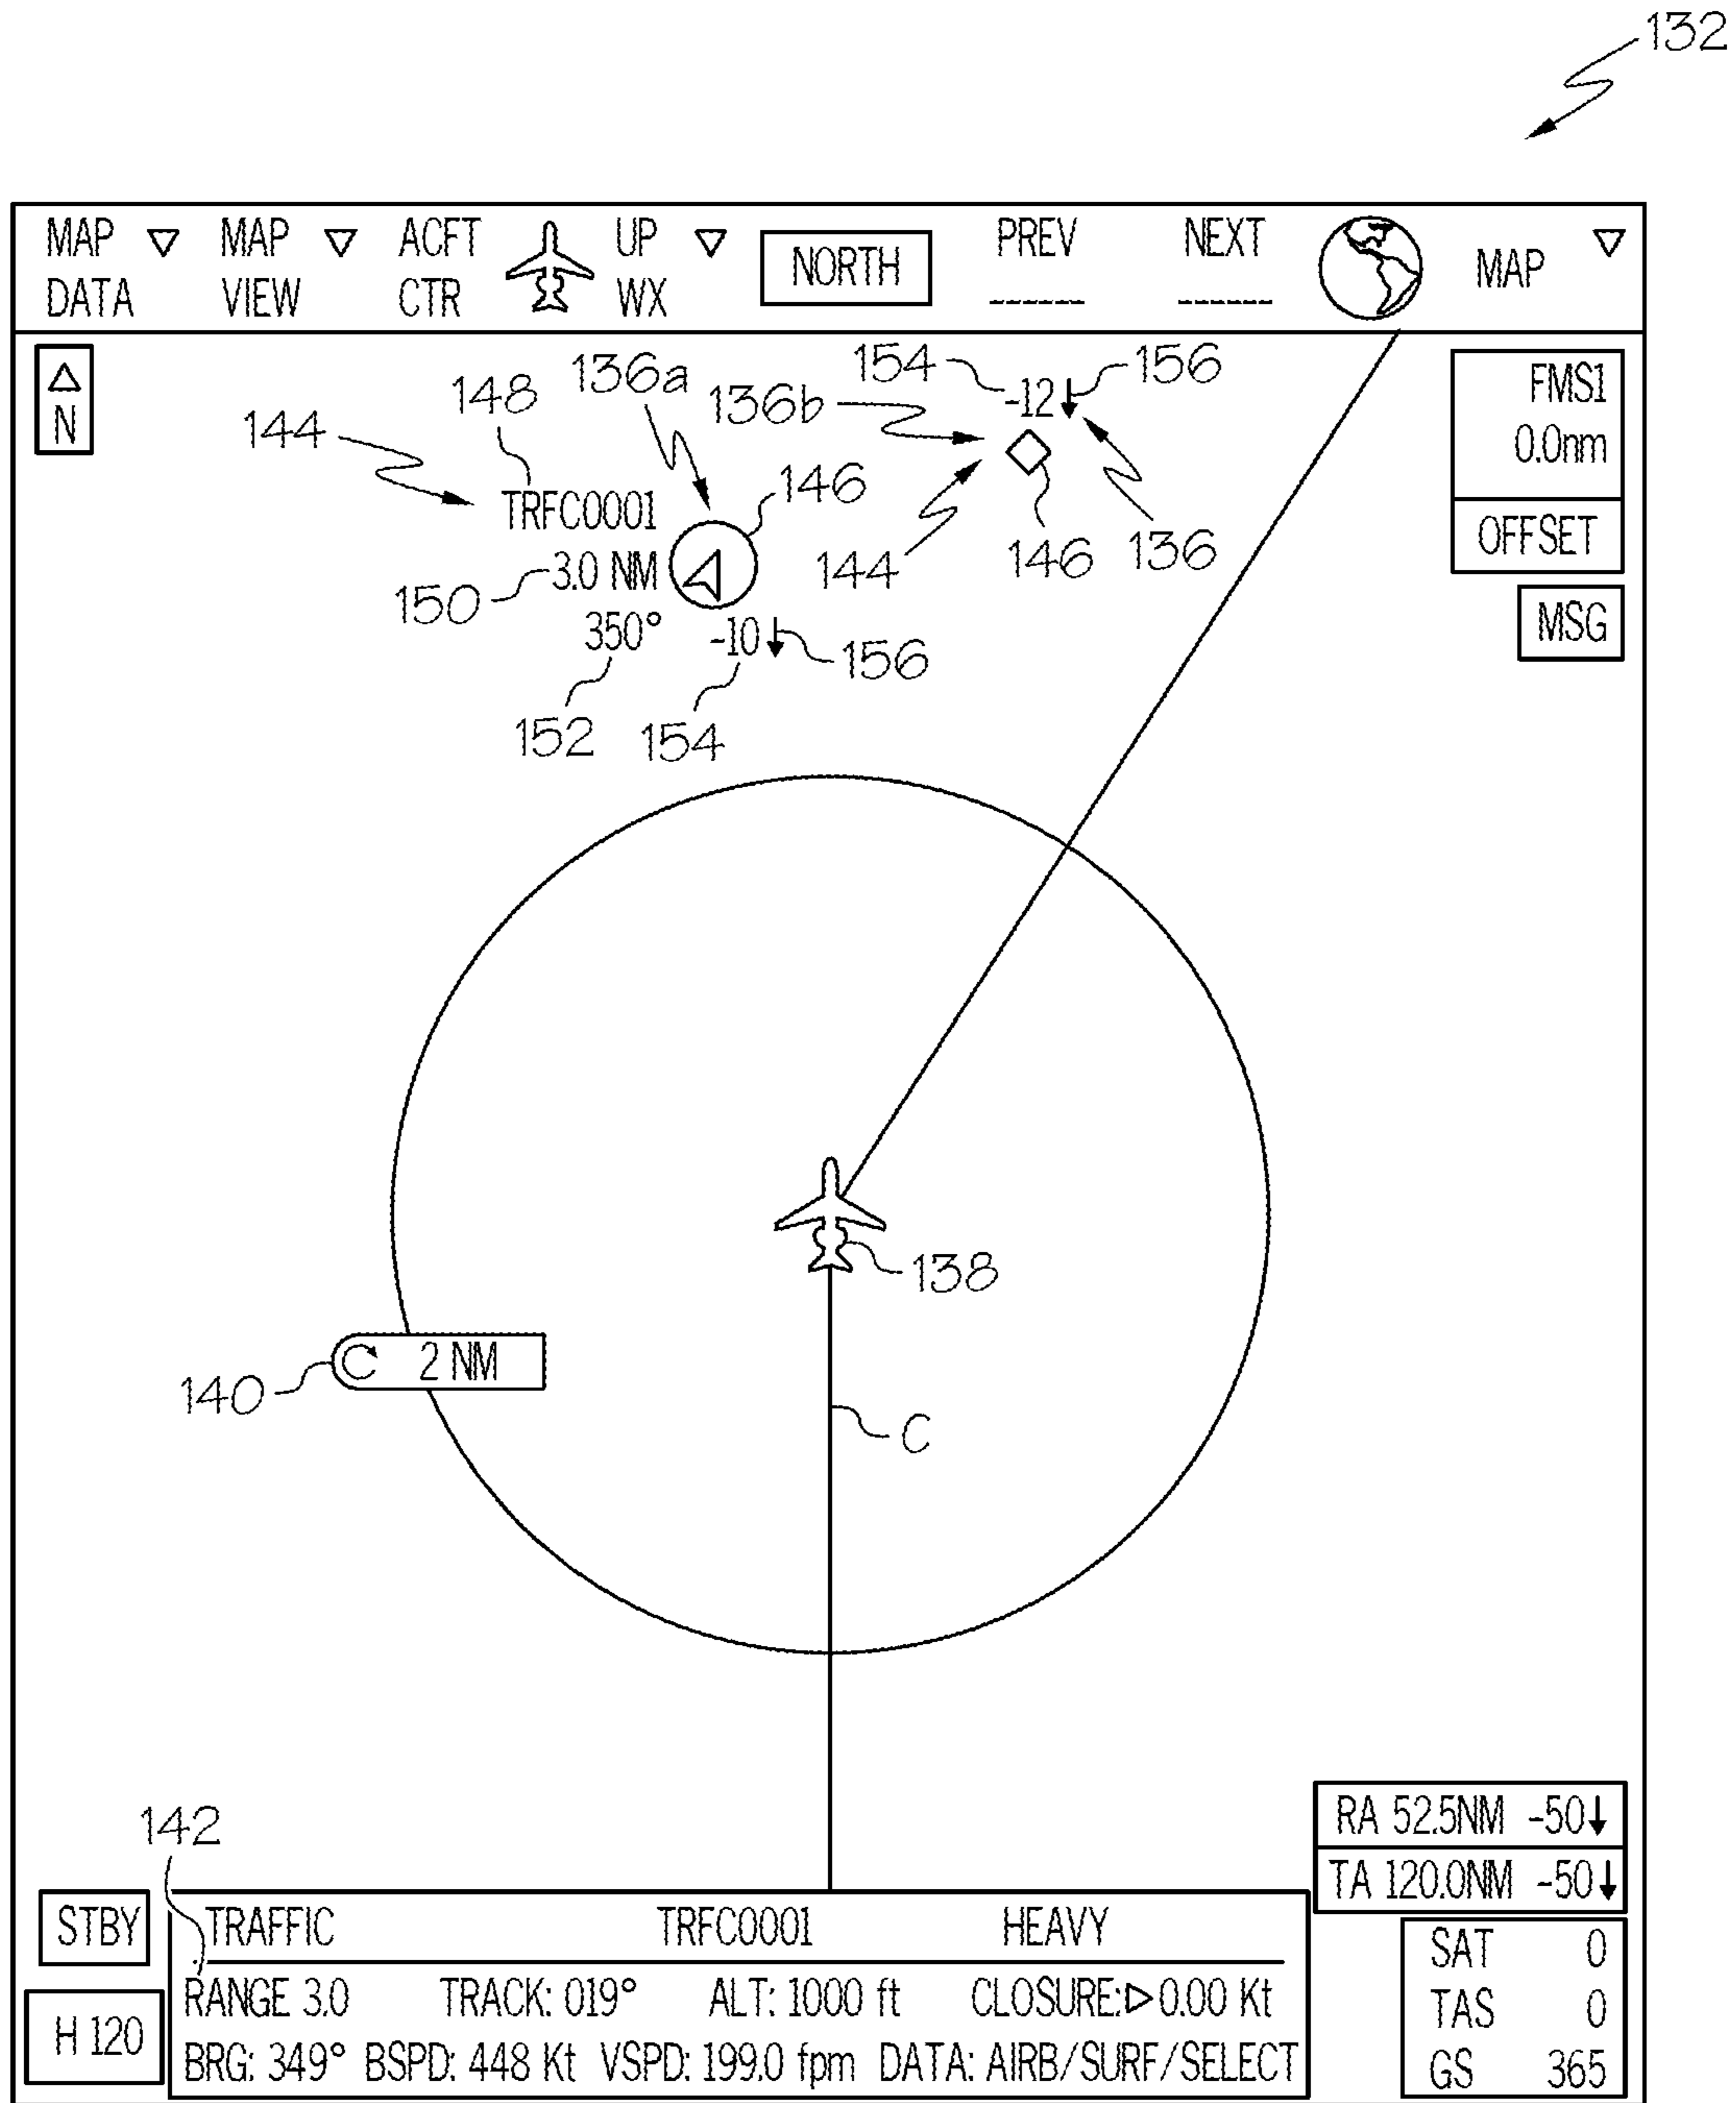 132
MAP MAP ACFT UP NORTH PREV NEXT MAP
DATA VIEW CTR WX ------ ------
N
144
148
136a
136b
154
-12
156
FMS1
0.0nm
OFFSET
MSG
TRFC0001
146
3.0 NM
150
350°
-10
156
152
154
144
146
136
138
140
2 NM
C
142
RA 52.5NM -50
TA 120.0NM -50
STBY
TRAFFIC TRFC0001 HEAVY
RANGE 3.0 TRACK: 019° ALT: 1000 ft CLOSURE: 0.00 Kt
BRG: 349° BSPD: 448 Kt VSPD: 199.0 fpm DATA: AIRB/SURF/SELECT
H 120
SAT 0
TAS 0
GS 365